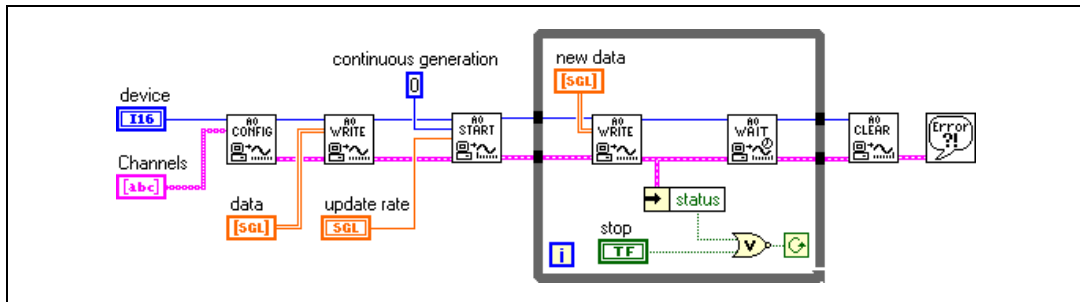 continuous generation
0
new data
[SGL]
device
I16
AO
CONFIG
AO
WRITE
AO
START
AO
WRITE
AO
WAIT
AO
CLEAR
Error
?!
Channels
[abc]
data
[SGL]
update rate
SGL
status
stop
TF
V
i